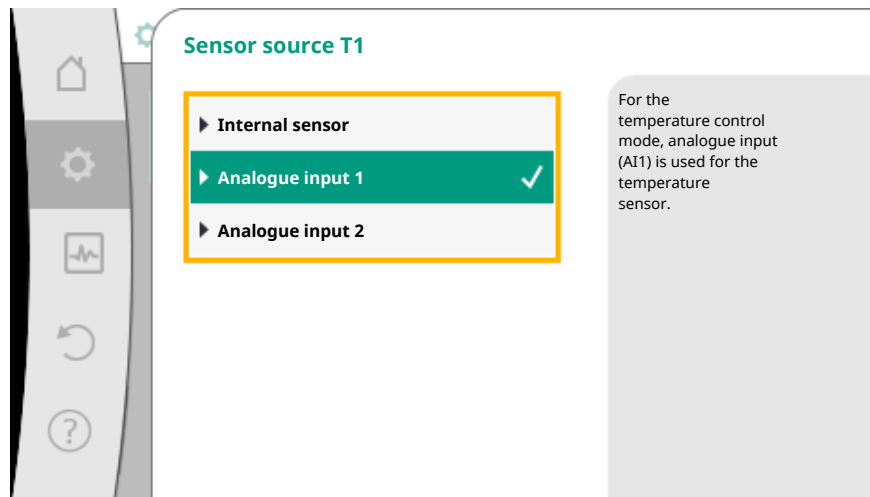 Sensor source T1
Internal sensor
Analogue input 1
Analogue input 2
For the
temperature control
mode, analogue input
(AI1) is used for the
temperature
sensor.
?